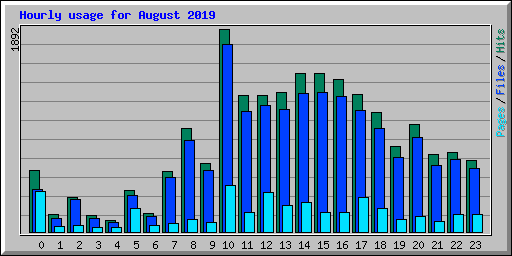 Hourly usage for August 2019
1892
Pages/Files/Hits
0 1 2 3 4 5 6 7 8 9 10 11 12 13 14 15 16 17 18 19 20 21 22 23